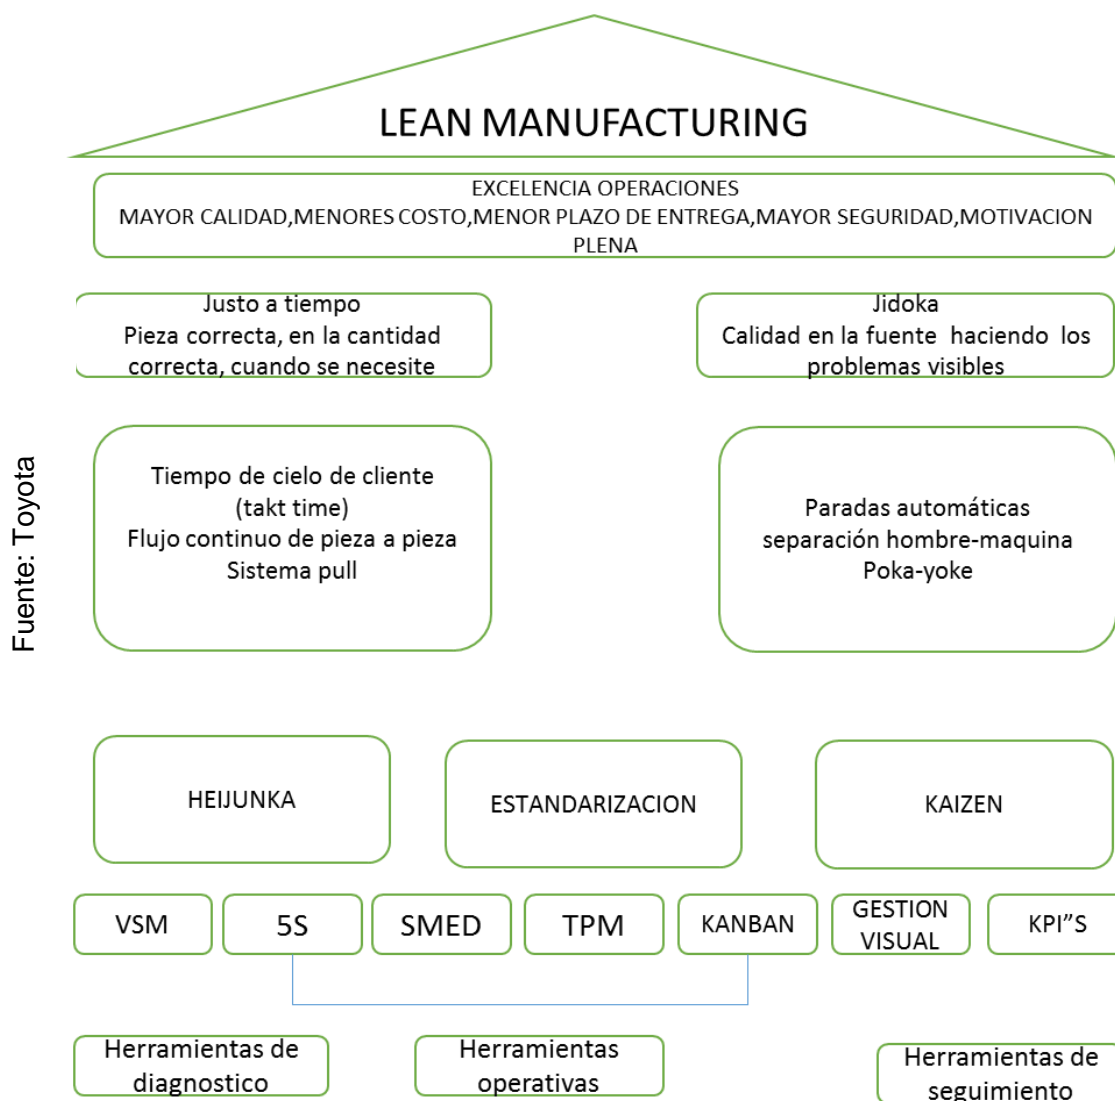 LEAN MANUFACTURING
EXCELENCIA OPERACIONES
MAYOR CALIDAD,MENORES COSTO,MENOR PLAZO DE ENTREGA,MAYOR SEGURIDAD,MOTIVACION
PLENA
Justo a tiempo
Pieza correcta, en la cantidad
correcta, cuando se necesite
Jidoka
Calidad en la fuente haciendo los
problemas visibles
Fuente: Toyota
Tiempo de cielo de cliente
(takt time)
Flujo continuo de pieza a pieza
Sistema pull
Paradas automáticas
separación hombre-maquina
Poka-yoke
HEIJUNKA
ESTANDARIZACION
KAIZEN
VSM
5S
SMED
TPM
KANBAN
GESTION
VISUAL
KPI”S
Herramientas de
diagnostico
Herramientas
operativas
Herramientas de
seguimiento